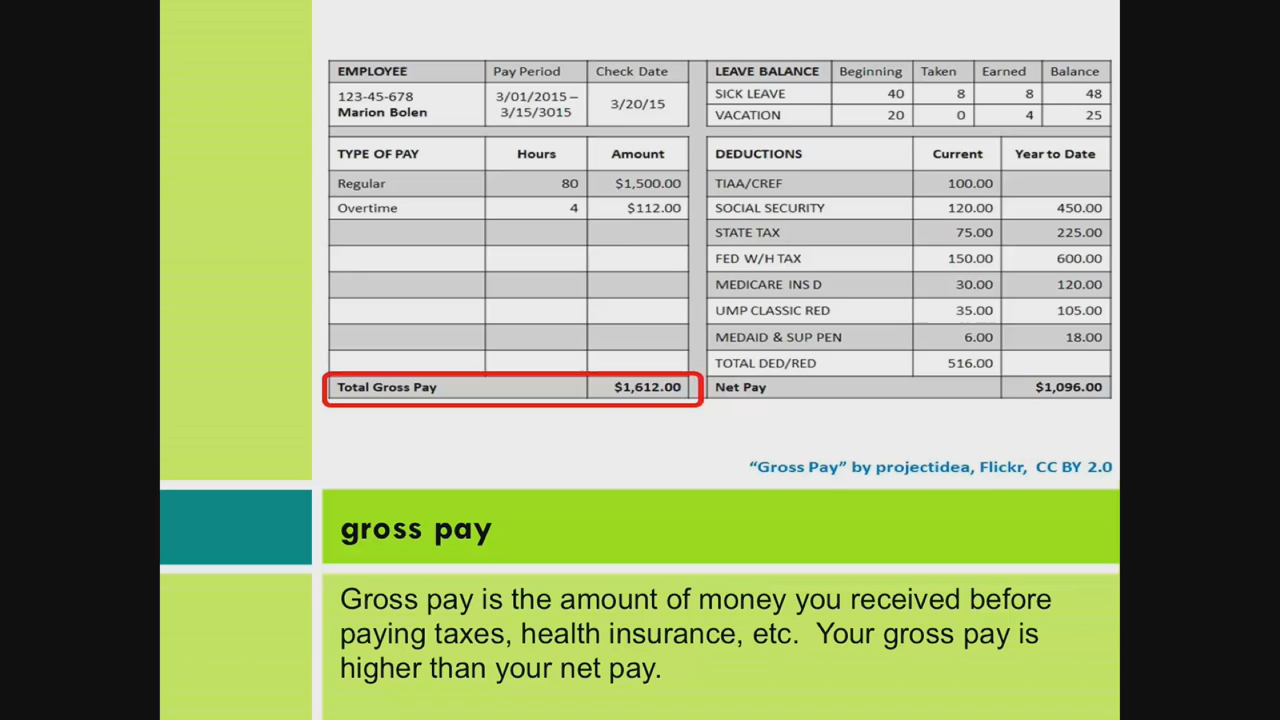 EMPLOYEE Pay Period Check Date LEAVE BALANCE Beginning Taken Earned Balance
123-45-678 3/01/2015 – 3/20/15 SICK LEAVE 40 8 8 48
Marion Bolen 3/15/3015 VACATION 20 0 4 25
TYPE OF PAY Hours Amount DEDUCTIONS Current Year to Date
Regular 80 $1,500.00 TIAA/CREF 100.00
Overtime 4 $112.00 SOCIAL SECURITY 120.00 450.00
STATE TAX 75.00 225.00
FED W/H TAX 150.00 600.00
MEDICARE INS D 30.00 120.00
UMP CLASSIC RED 35.00 105.00
MEDAID & SUP PEN 6.00 18.00
TOTAL DED/RED 516.00
Total Gross Pay $1,612.00 Net Pay $1,096.00
“Gross Pay” by projectidea, Flickr, CC BY 2.0
gross pay
Gross pay is the amount of money you received before
paying taxes, health insurance, etc. Your gross pay is
higher than your net pay.